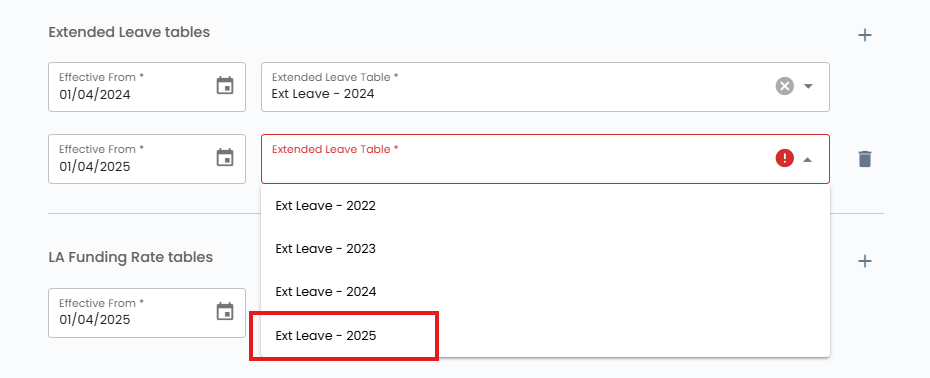 Extended Leave tables
Effective From *
01/04/2024
Extended Leave Table *
Ext Leave - 2024
Effective From *
01/04/2025
Extended Leave Table *
Ext Leave - 2022
Ext Leave - 2023
Ext Leave - 2024
Ext Leave - 2025
LA Funding Rate tables
Effective From *
01/04/2025